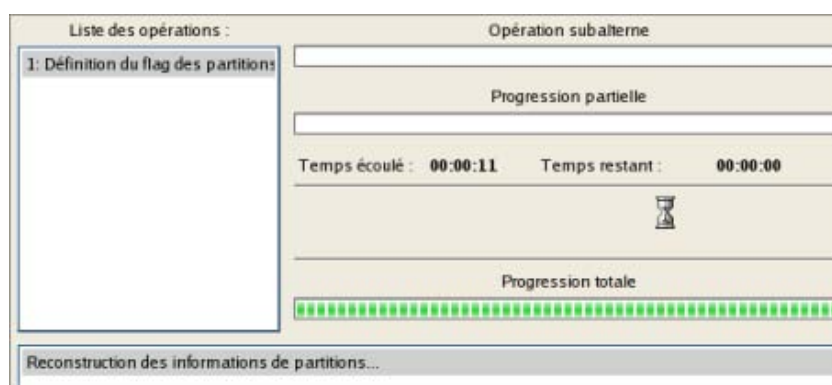 Liste des opérations :
1: Définition du flag des partitions
Opération subalterne
Progression partielle
Temps écoulé : 00:00:11 Temps restant : 00:00:00
Progression totale
Reconstruction des informations de partitions...